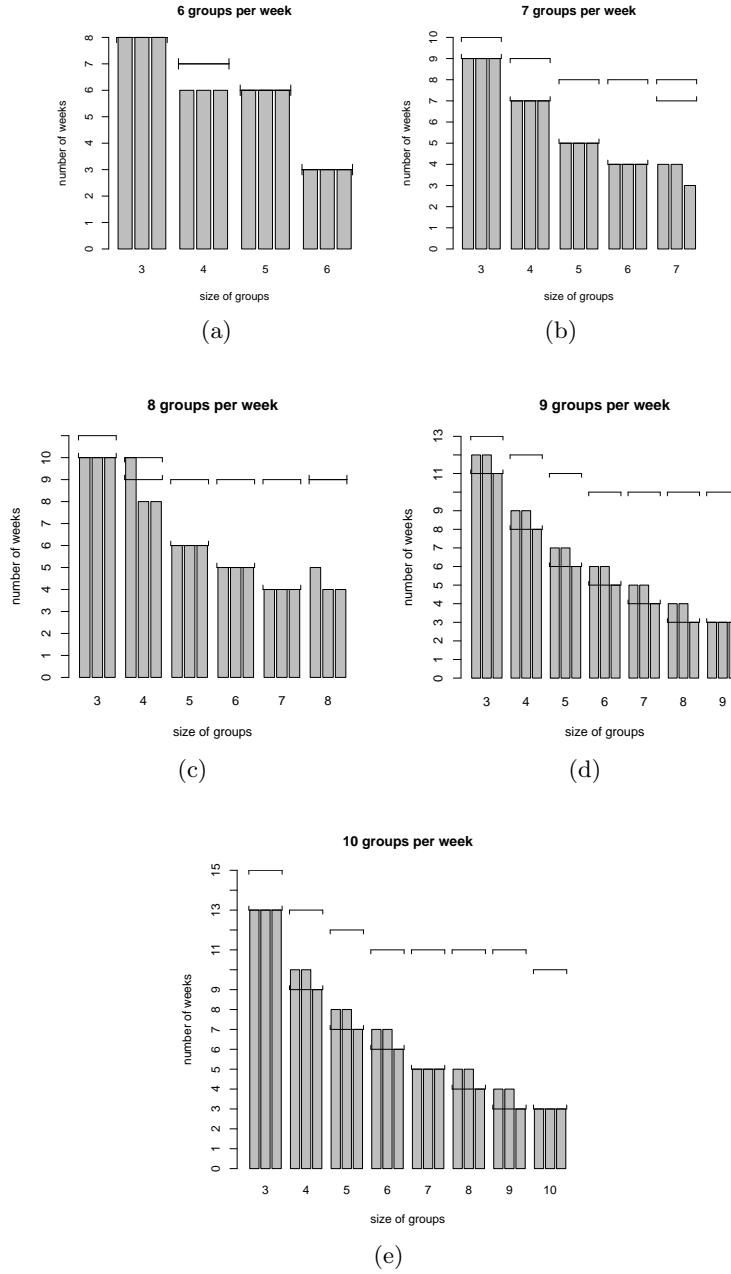 6 groups per week
number of weeks
0 1 2 3 4 5 6 7 8
3 4 5 6
size of groups
(a)
7 groups per week
number of weeks
0 1 2 3 4 5 6 7 8 9 10
3 4 5 6 7
size of groups
(b)
8 groups per week
number of weeks
0 1 2 3 4 5 6 7 8 9 10
3 4 5 6 7 8
size of groups
(c)
9 groups per week
number of weeks
0 1 2 3 4 5 6 7 8 9 11 13
3 4 5 6 7 8 9
size of groups
(d)
10 groups per week
number of weeks
0 1 2 3 4 5 6 7 8 9 11 13 15
3 4 5 6 7 8 9 10
size of groups
(e)